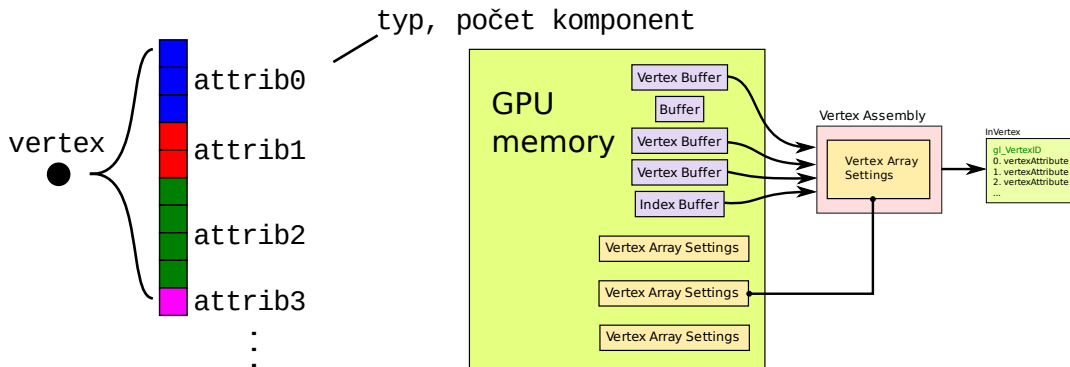 typ, počet komponent
attrib0
attrib1
vertex
attrib2
attrib3
GPU
memory
Vertex Buffer
Buffer
Vertex Buffer
Vertex Buffer
Index Buffer
Vertex Array Settings
Vertex Array Settings
Vertex Array Settings
Vertex Assembly
Vertex Array
Settings
InVertex
gl_VertexID
0. vertexAttribute
1. vertexAttribute
2. vertexAttribute
...